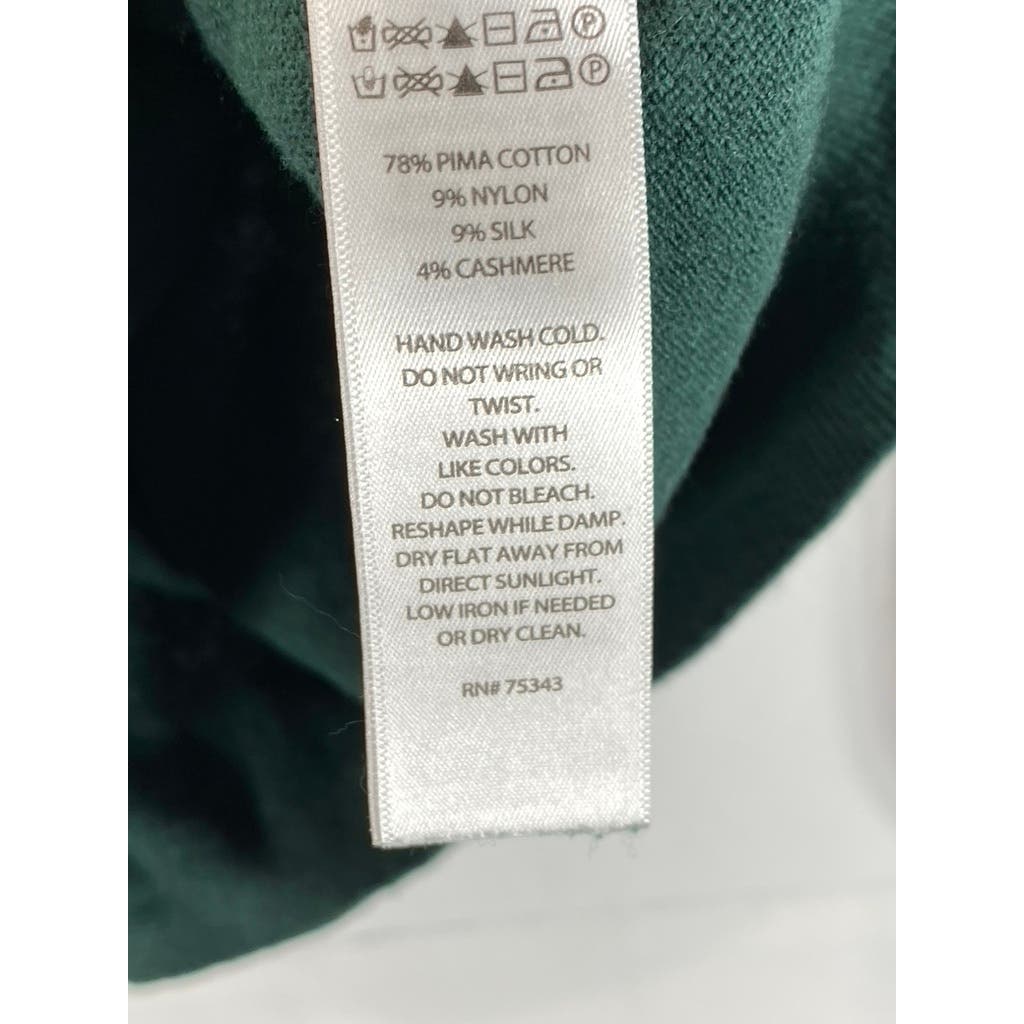 78% PIMA COTTON
9% NYLON
9% SILK
4% CASHMERE
HAND WASH COLD.
DO NOT WRING OR
TWIST.
WASH WITH
LIKE COLORS.
DO NOT BLEACH.
RESHAPE WHILE DAMP.
DRY FLAT AWAY FROM
DIRECT SUNLIGHT.
LOW IRON IF NEEDED
OR DRY CLEAN.
RN# 75343